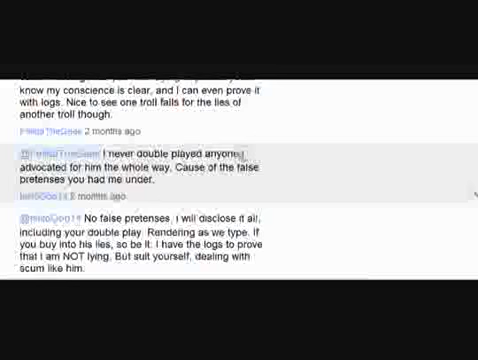 know my conscience is clear, and I can even prove it
with logs. Nice to see one troll falls for the lies of
another troll though.
2 months ago
I never double played anyone,
advocated for him the whole way. Cause of the false
pretenses you had me under.
months ago
No false pretenses, i will disclose it all,
including your double play. Rendering as we type. If
you buy into his lies, so be it. I have the logs to prove
that I am NOT lying. But suit yourself, dealing with
scum like him.